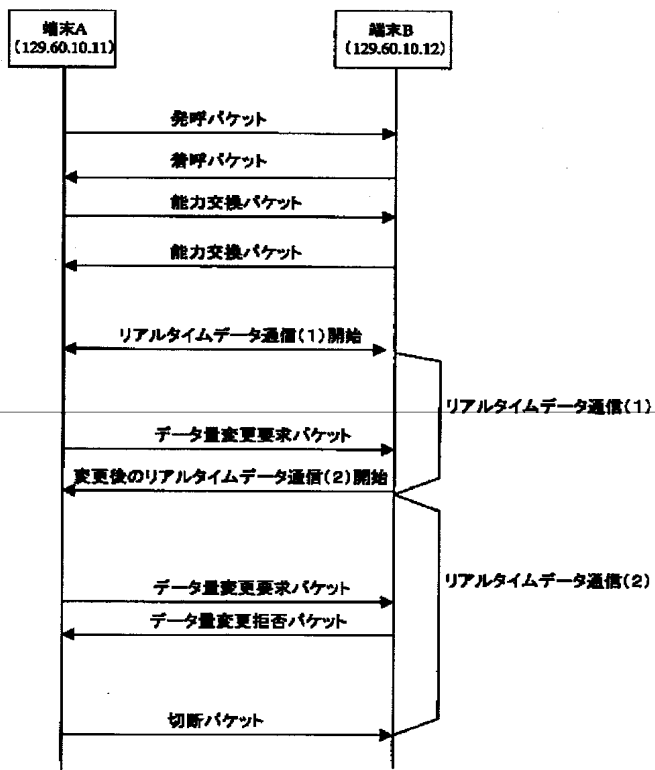 端末A
(129.60.10.11)
端末B
(129.60.10.12)
発呼パケット
着呼パケット
能力交換パケット
能力交換パケット
リアルタイムデータ通信(1)開始
リアルタイムデータ通信(1)
データ量変更要求パケット
変更後のリアルタイムデータ通信(2)開始
データ量変更要求パケット
リアルタイムデータ通信(2)
データ量変更拒否パケット
切断パケット